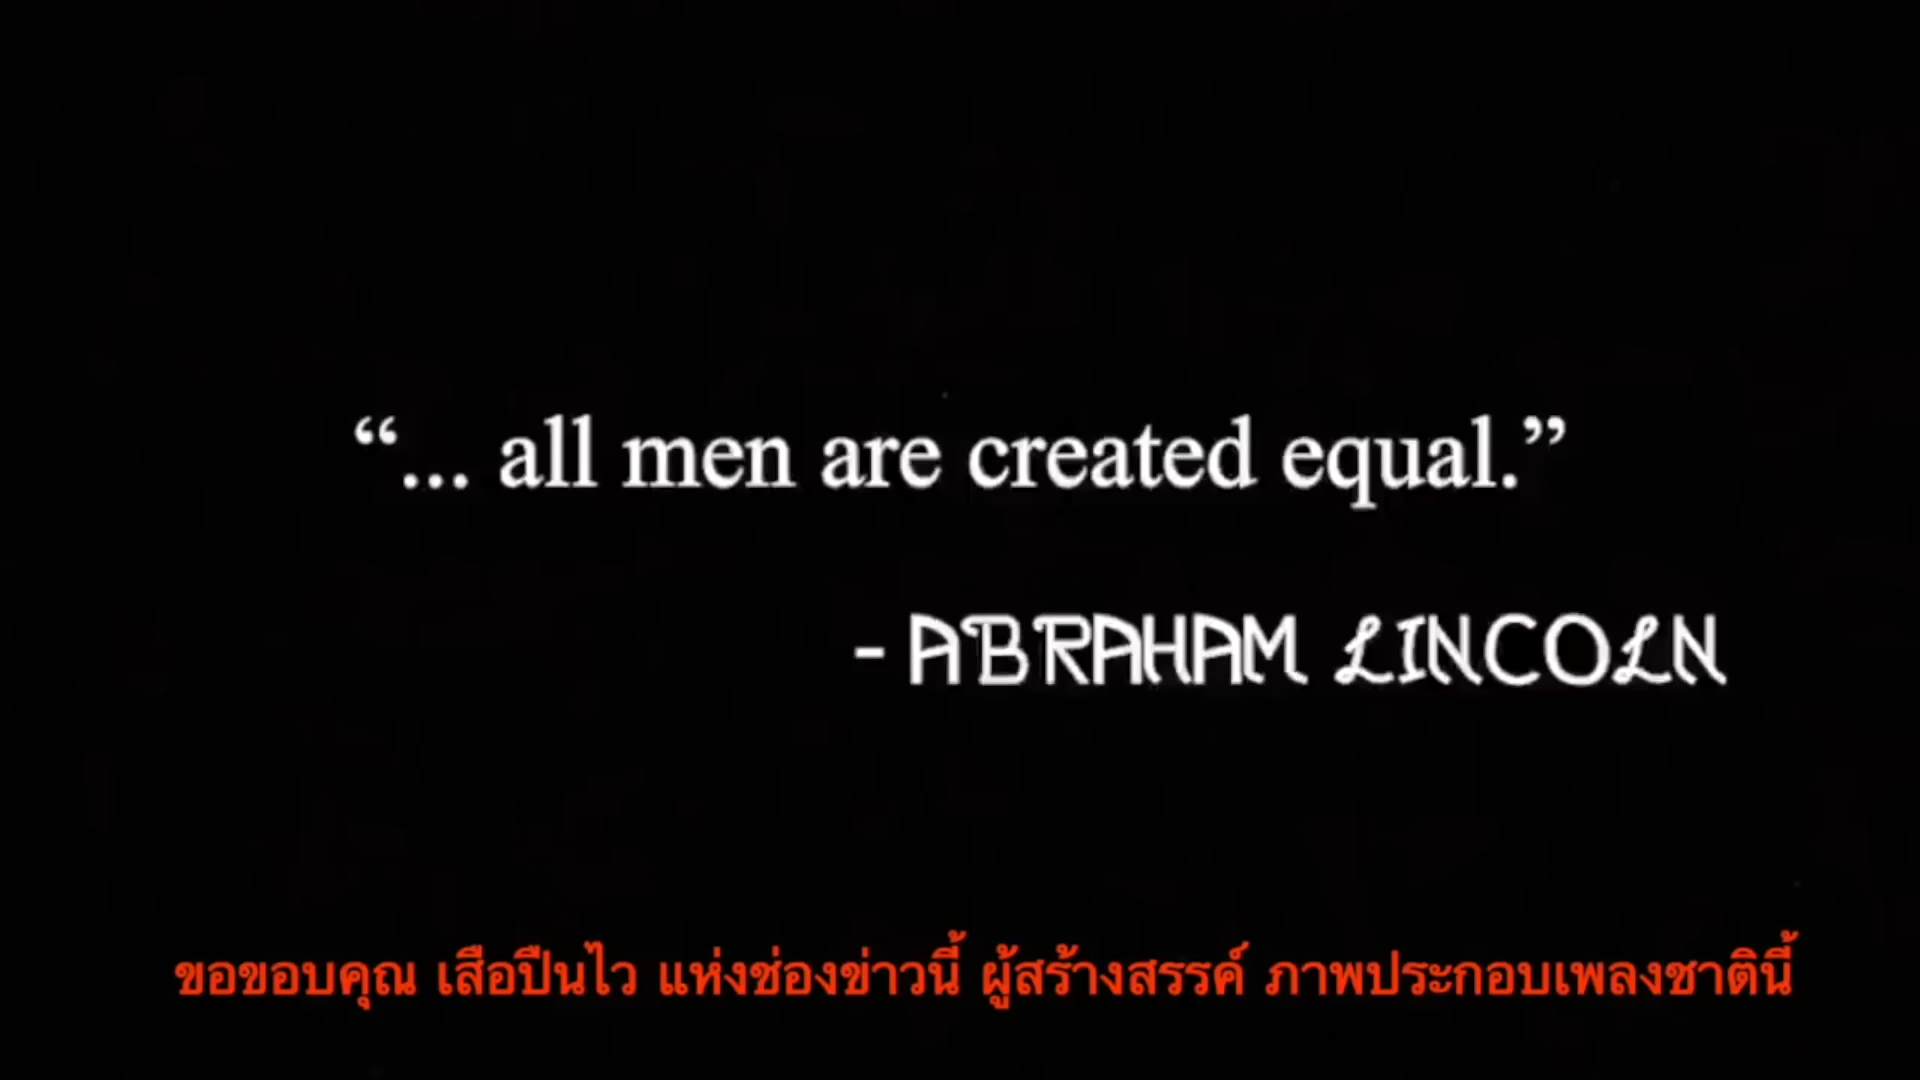 “... all men are created equal.”
- ABRAHAM LINCOLN
ขอขอบคุณ เสือปืนไว แห่งช่องข่าวนี้ ผู้สร้างสรรค์ ภาพประกอบเพลงชาตินี้